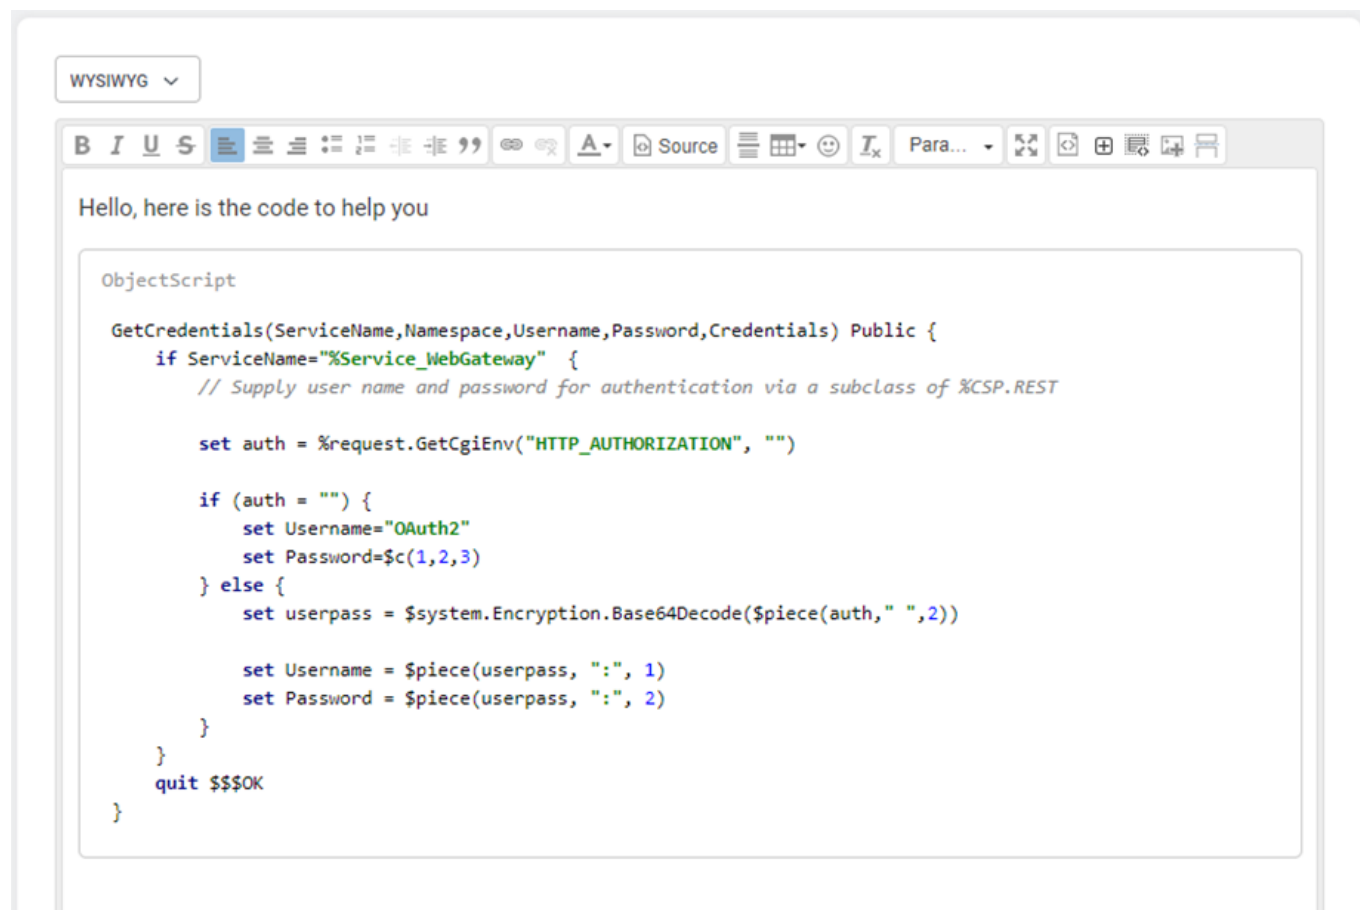 WYSIWYG
B I U S A Source Tx Para...
Hello, here is the code to help you
ObjectScript
GetCredentials(ServiceName,Namespace,Username,Password,Credentials) Public {
    if ServiceName="%Service_WebGateway"  {
        // Supply user name and password for authentication via a subclass of %CSP.REST
        set auth = %request.GetCgiEnv("HTTP_AUTHORIZATION", "")
        if (auth = "") {
            set Username="OAuth2"
            set Password=$c(1,2,3)
        } else {
            set userpass = $system.Encryption.Base64Decode($piece(auth," ",2))
            set Username = $piece(userpass, ":", 1)
            set Password = $piece(userpass, ":", 2)
        }
    }
    quit $$$OK
}